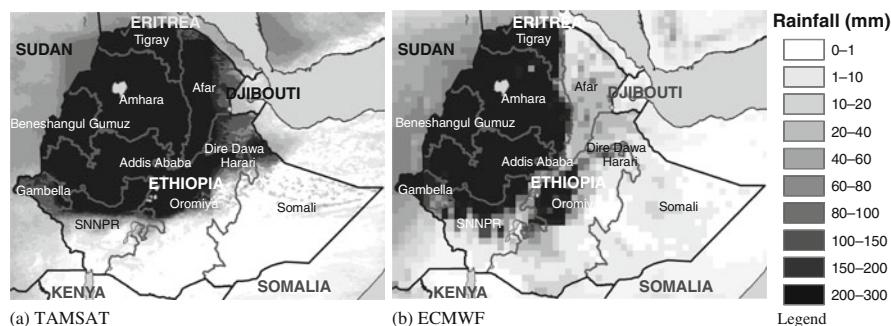 ERITREA
SUDAN
Tigray
Afar
Amhara
DJIBOUTI
Beneshangul Gumuz
Dire Dawa
Addis Ababa
Harari
ETHIOPIA
Gambella
Oromiya
SNNPR
Somali
KENYA
SOMALIA
(a) TAMSAT
ERITREA
SUDAN
Tigray
Afar
Amhara
DJIBOUTI
Beneshangul Gumuz
Dire Dawa
Addis Ababa
Harari
ETHIOPIA
Gambella
Oromiy
SNNPR
Somali
KENYA
SOMALIA
(b) ECMWF
Rainfall (mm)
0–1
1–10
10–20
20–40
40–60
60–80
80–100
100–150
150–200
200–300
Legend